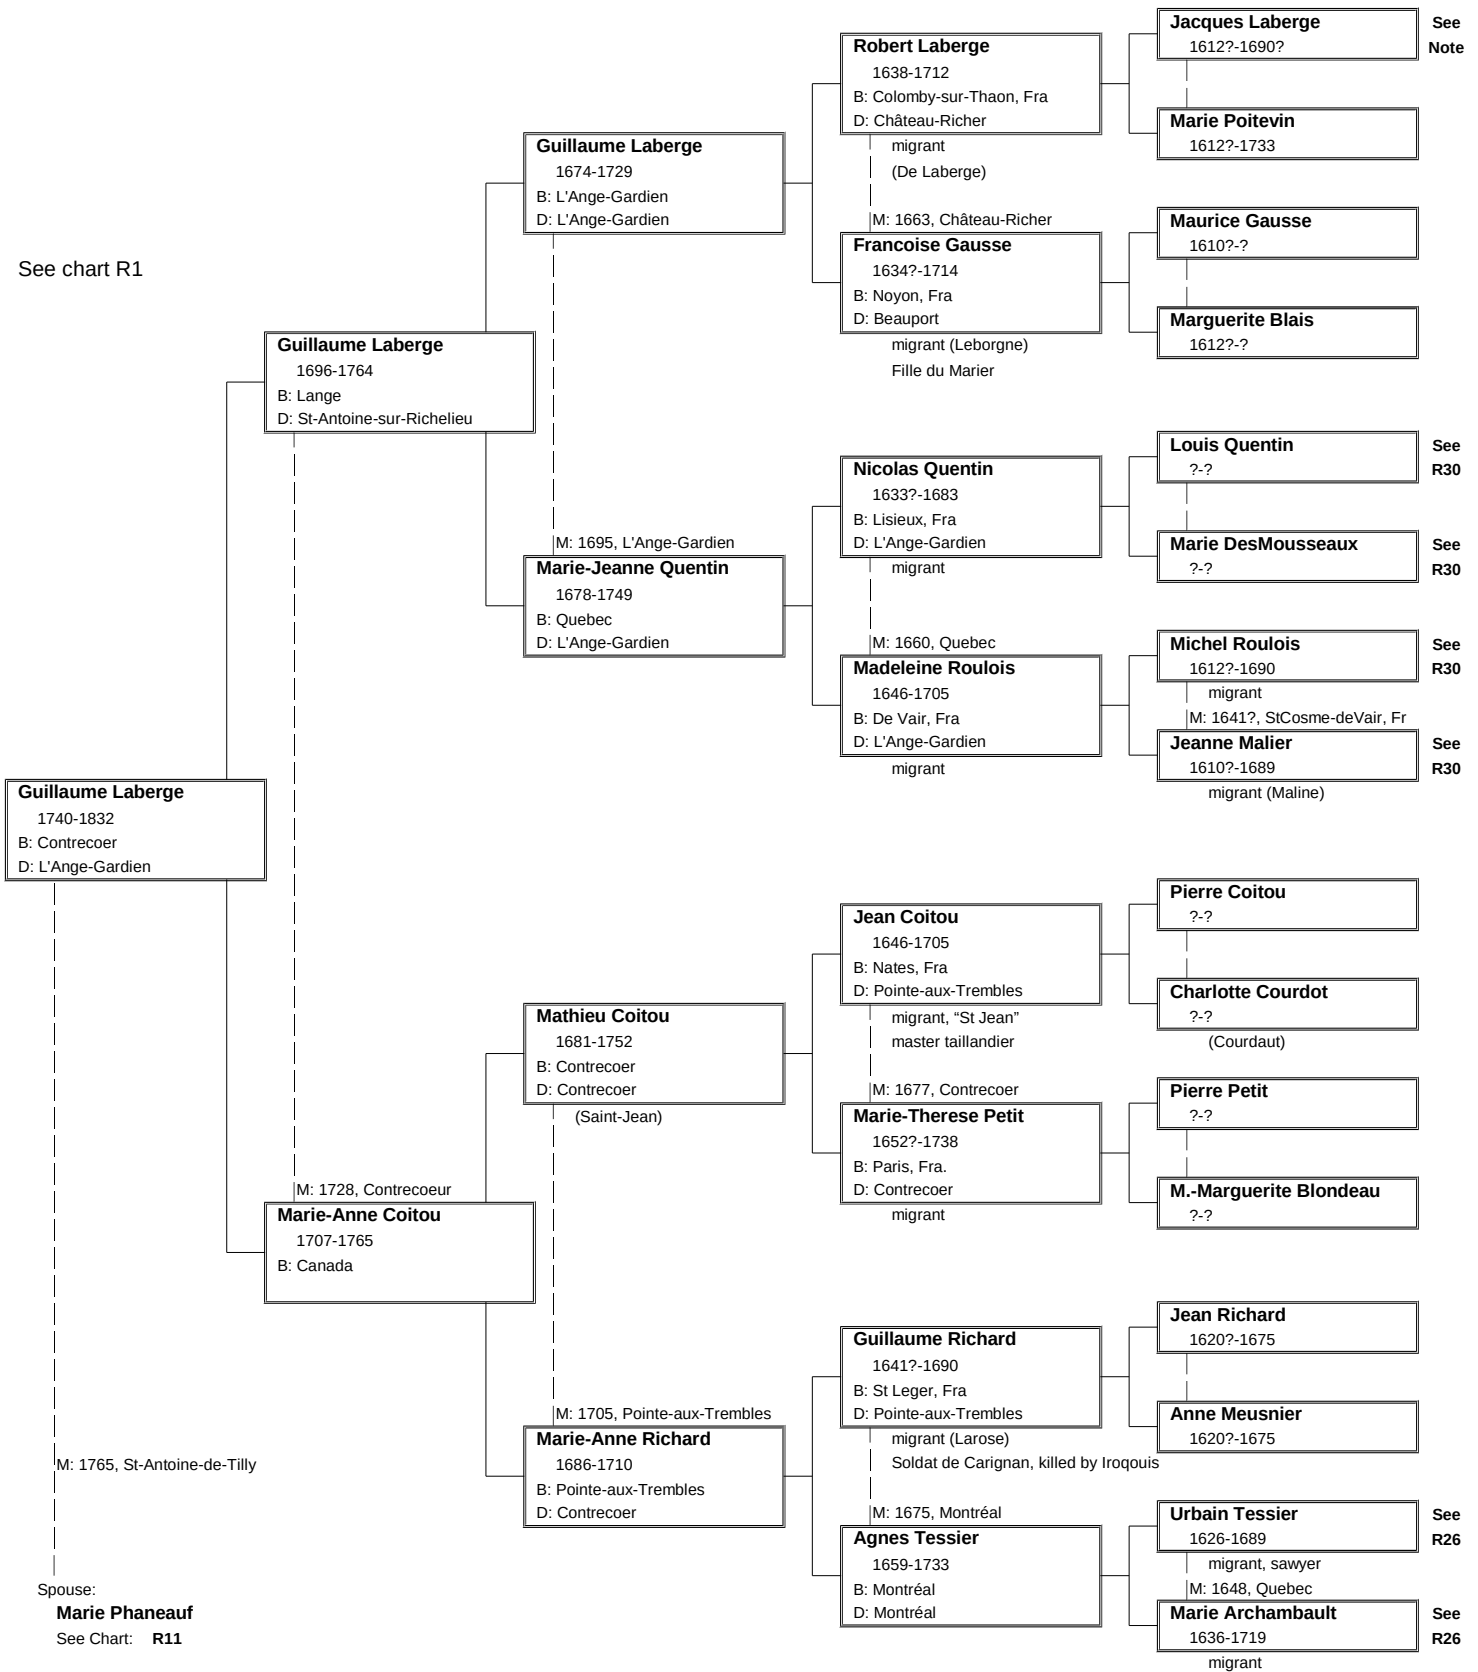 See chart R1
Guillaume Laberge
1740-1832
B: Contrecoer
D: L'Ange-Gardien
M: 1765, St-Antoine-de-Tilly
Spouse:
Marie Phaneauf
See Chart: R11
Guillaume Laberge
1696-1764
B: Lange
D: St-Antoine-sur-Richelieu
M: 1728, Contrecoeur
Marie-Anne Coitou
1707-1765
B: Canada
Guillaume Laberge
1674-1729
B: L'Ange-Gardien
D: L'Ange-Gardien
M: 1695, L'Ange-Gardien
Marie-Jeanne Quentin
1678-1749
B: Quebec
D: L'Ange-Gardien
Mathieu Coitou
1681-1752
B: Contrecoer
D: Contrecoer
(Saint-Jean)
M: 1705, Pointe-aux-Trembles
Marie-Anne Richard
1686-1710
B: Pointe-aux-Trembles
D: Contrecoer
Robert Laberge
1638-1712
B: Colomby-sur-Thaon, Fra
D: Château-Richer
migrant
(De Laberge)
M: 1663, Château-Richer
Francoise Gausse
1634?-1714
B: Noyon, Fra
D: Beauport
migrant (Leborgne)
Fille du Marier
Nicolas Quentin
1633?-1683
B: Lisieux, Fra
D: L'Ange-Gardien
migrant
M: 1660, Quebec
Madeleine Roulois
1646-1705
B: De Vair, Fra
D: L'Ange-Gardien
migrant
Jean Coitou
1646-1705
B: Nates, Fra
D: Pointe-aux-Trembles
migrant, “St Jean”
master taillandier
M: 1677, Contrecoer
Marie-Therese Petit
1652?-1738
B: Paris, Fra.
D: Contrecoer
migrant
Guillaume Richard
1641?-1690
B: St Leger, Fra
D: Pointe-aux-Trembles
migrant (Larose)
Soldat de Carignan, killed by Iroqouis
M: 1675, Montréal
Agnes Tessier
1659-1733
B: Montréal
D: Montréal
Jacques Laberge See
1612?-1690? Note
Marie Poitevin
1612?-1733
Maurice Gausse
1610?-?
Marguerite Blais
1612?-?
Louis Quentin See
?-? R30
Marie DesMousseaux See
?-? R30
Michel Roulois See
1612?-1690 R30
migrant
M: 1641?, StCosme-deVair, Fr
Jeanne Malier See
1610?-1689 R30
migrant (Maline)
Pierre Coitou
?-?
Charlotte Courdot
?-?
(Courdaut)
Pierre Petit
?-?
M.-Marguerite Blondeau
?-?
Jean Richard
1620?-1675
Anne Meusnier
1620?-1675
Urbain Tessier See
1626-1689 R26
migrant, sawyer
M: 1648, Quebec
Marie Archambault See
1636-1719 R26
migrant